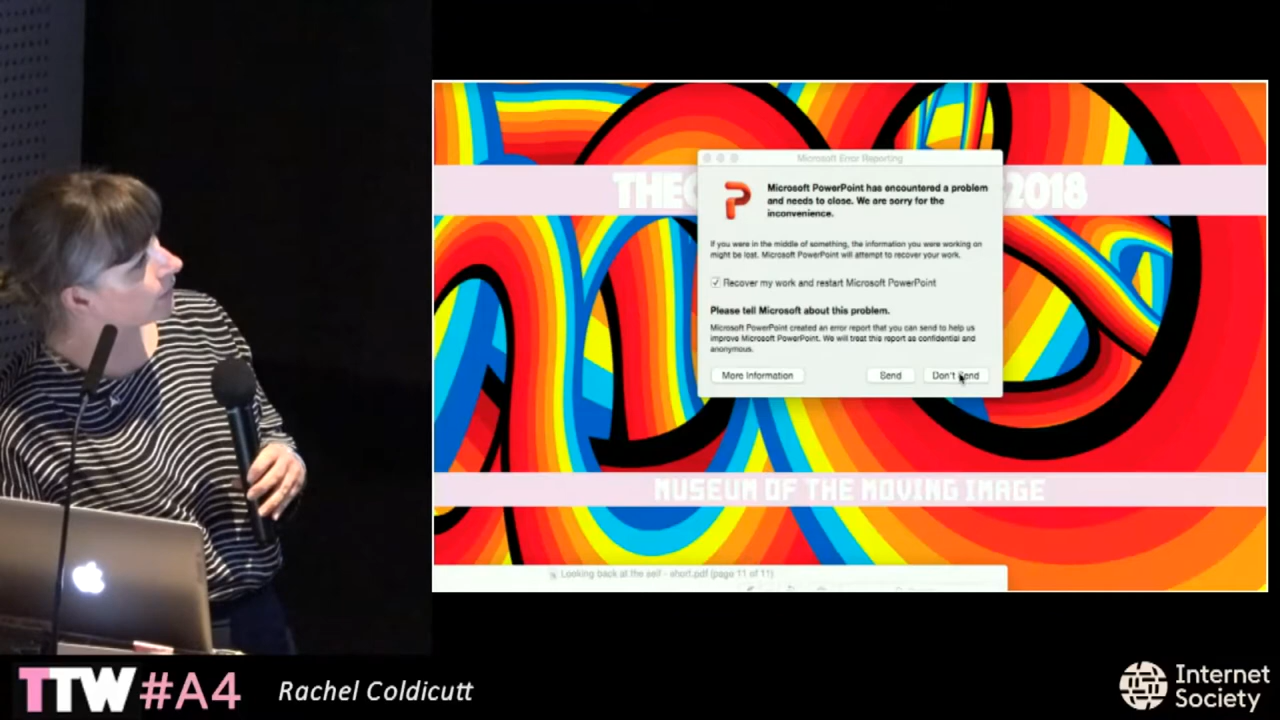 Microsoft Error Reporting
THE
2018
Microsoft PowerPoint has encountered a problem
and needs to close. We are sorry for the
inconvenience.
If you were in the middle of something, the information you were working on
might be lost. Microsoft PowerPoint will attempt to recover your work.
Recover my work and restart Microsoft PowerPoint
Please tell Microsoft about this problem.
Microsoft PowerPoint created an error report that you can send to help us
improve Microsoft PowerPoint. We will treat this report as confidential and
anonymous.
More Information
Send
Don't Send
MUSEUM OF THE MOVING IMAGE
Looking back at the self - short.pdf (page 11 of 11)
TTW#A4
Rachel Coldicutt
Internet
Society